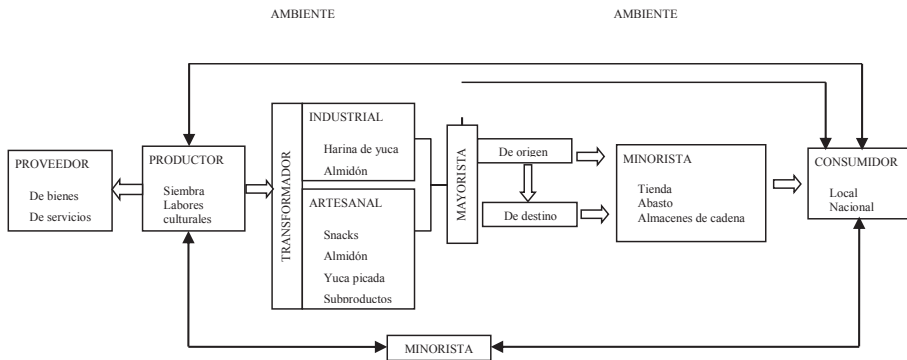 AMBIENTE
AMBIENTE
PROVEEDOR
De bienes
De servicios
PRODUCTOR
Siembra
Labores
culturales
TRANSFORMADOR
INDUSTRIAL
Harina de yuca
Almidón
ARTESANAL
Snacks
Almidón
Yuca picada
Subproductos
MAYORISTA
De origen
De destino
MINORISTA
Tienda
Abasto
Almacenes de cadena
CONSUMIDOR
Local
Nacional
MINORISTA